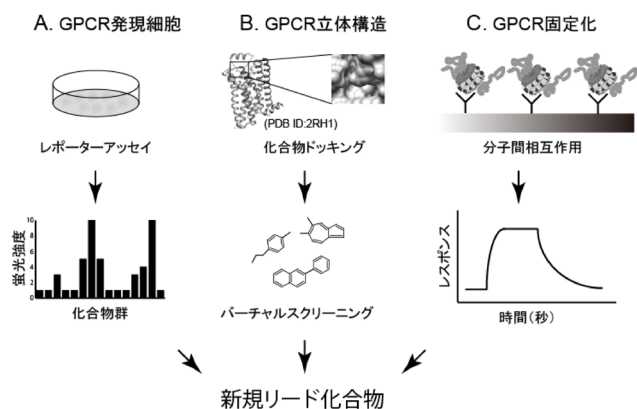 A. GPCR発現細胞
レポーターアッセイ
蛍光強度
10
8
6
4
2
0
化合物群
B. GPCR立体構造
(PDB ID:2RH1)
化合物ドッキング
バーチャルスクリーニング
C. GPCR固定化
分子間相互作用
レスポンス
時間(秒)
新規リード化合物